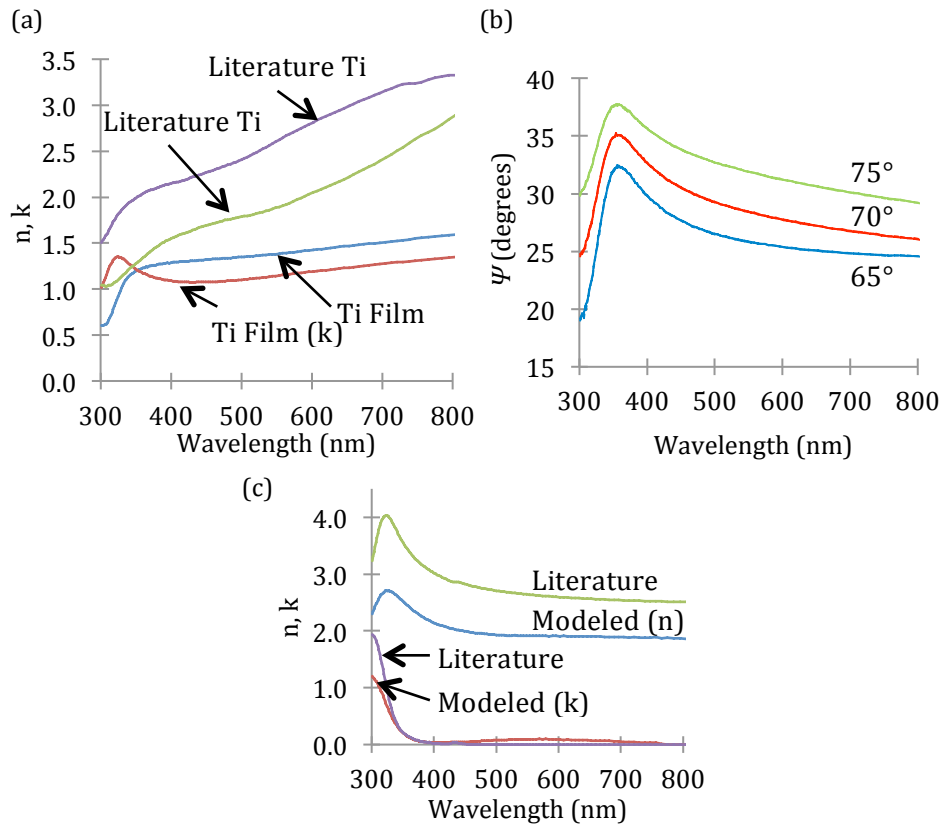 (a)
n, k
3.5
3.0
2.5
2.0
1.5
1.0
0.5
0.0
Literature Ti
Literature Ti
Ti Film (k)
Ti Film
300 400 500 600 700 800
Wavelength (nm)
(b)
Ψ (degrees)
40
35
30
25
20
15
75°
70°
65°
300 400 500 600 700 800
Wavelength (nm)
(c)
n, k
4.0
3.0
2.0
1.0
0.0
Literature
Modeled (n)
Literature
Modeled (k)
300 400 500 600 700 800
Wavelength (nm)